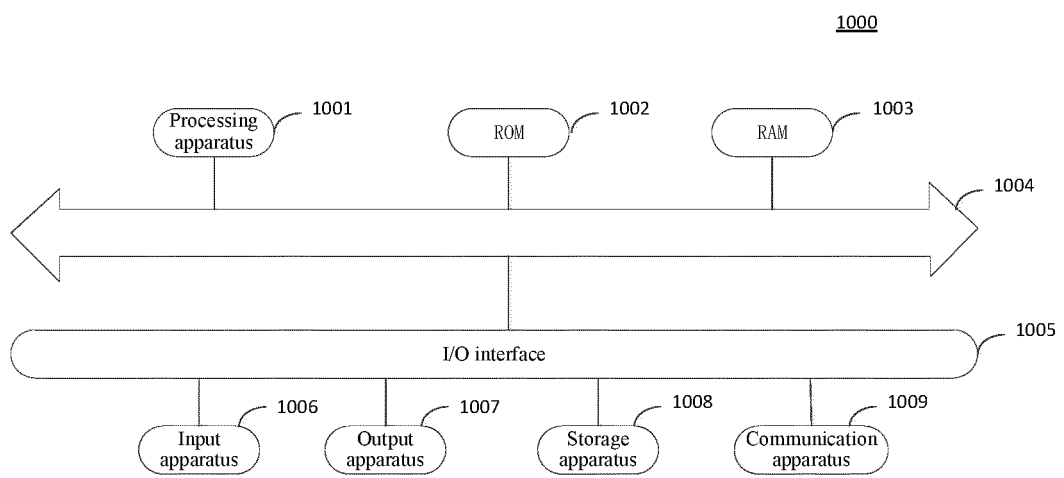 1000
Processing
apparatus
1001
ROM
1002
RAM
1003
1004
I/O interface
1005
Input
apparatus
1006
Output
apparatus
1007
Storage
apparatus
1008
Communication
apparatus
1009